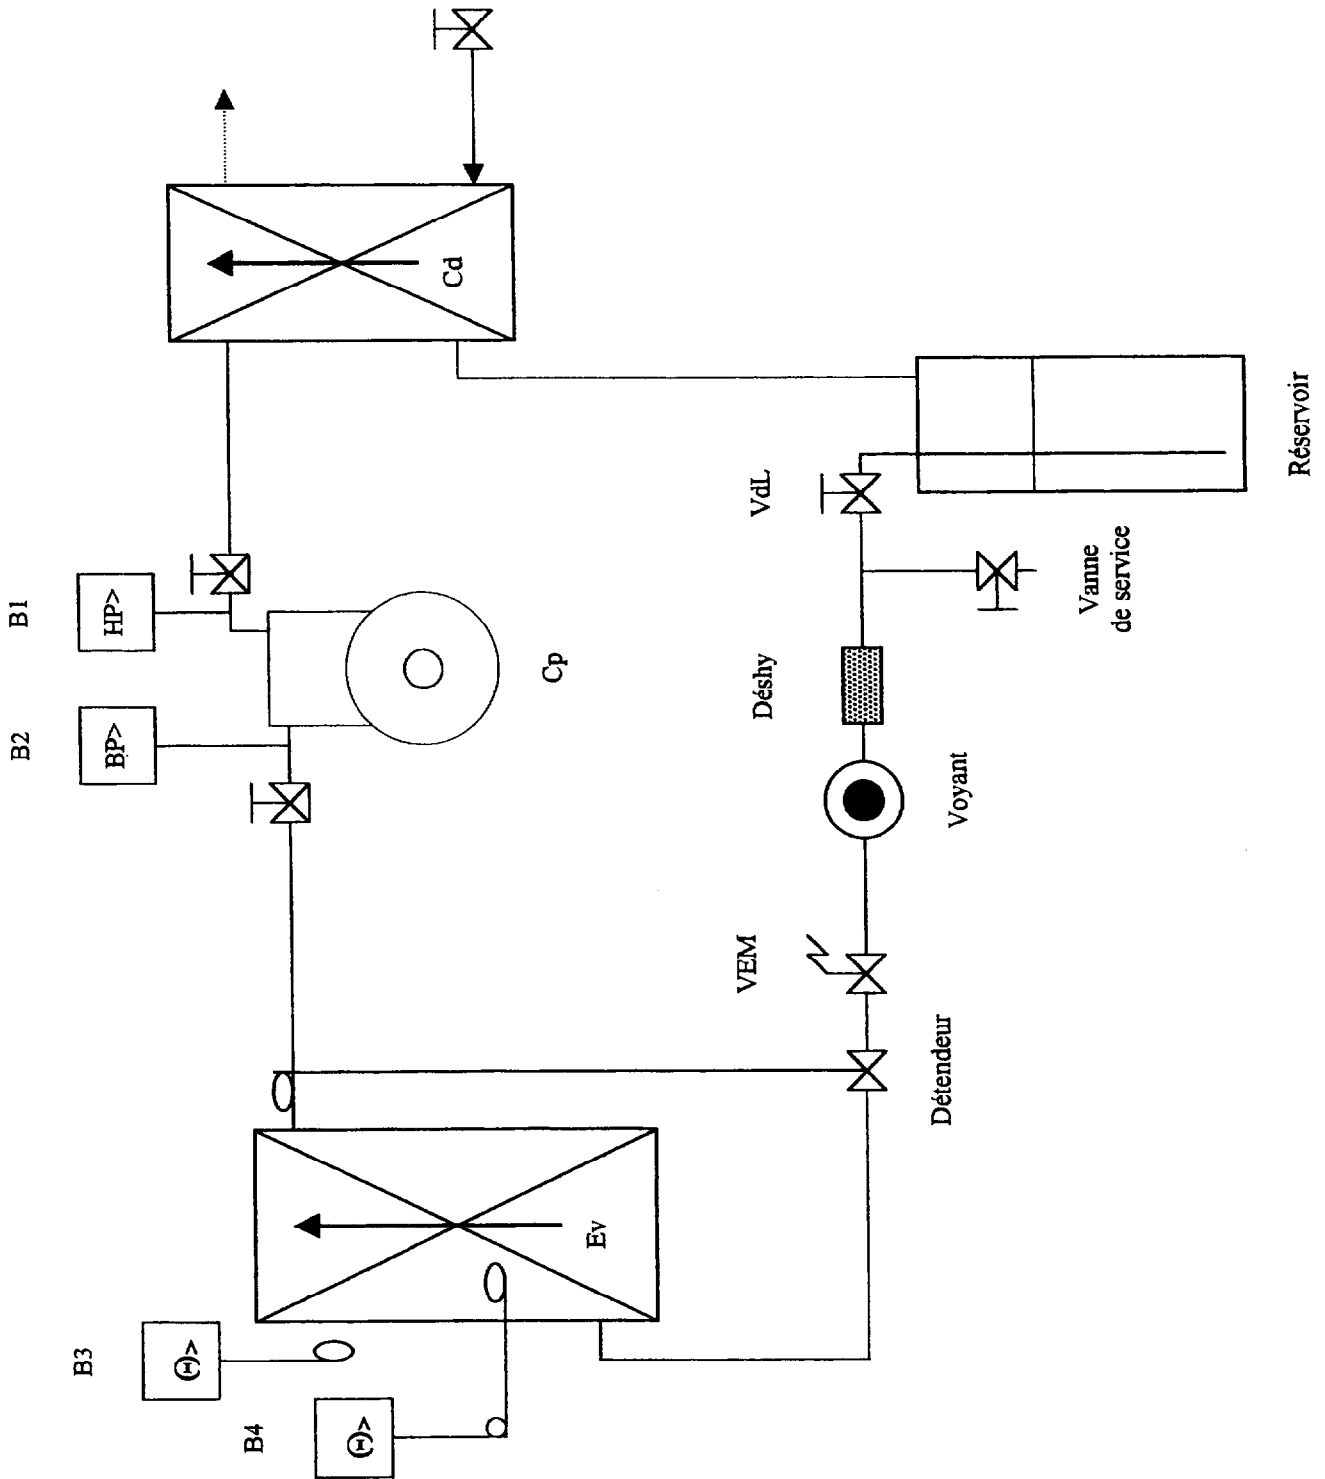 B1
HP>
B2
BP>
B3
Θ>
B4
Θ>
Cd
Cp
Ev
VdL
Réservoir
Vanne
de service
Déshy
Voyant
VEM
Détendeur